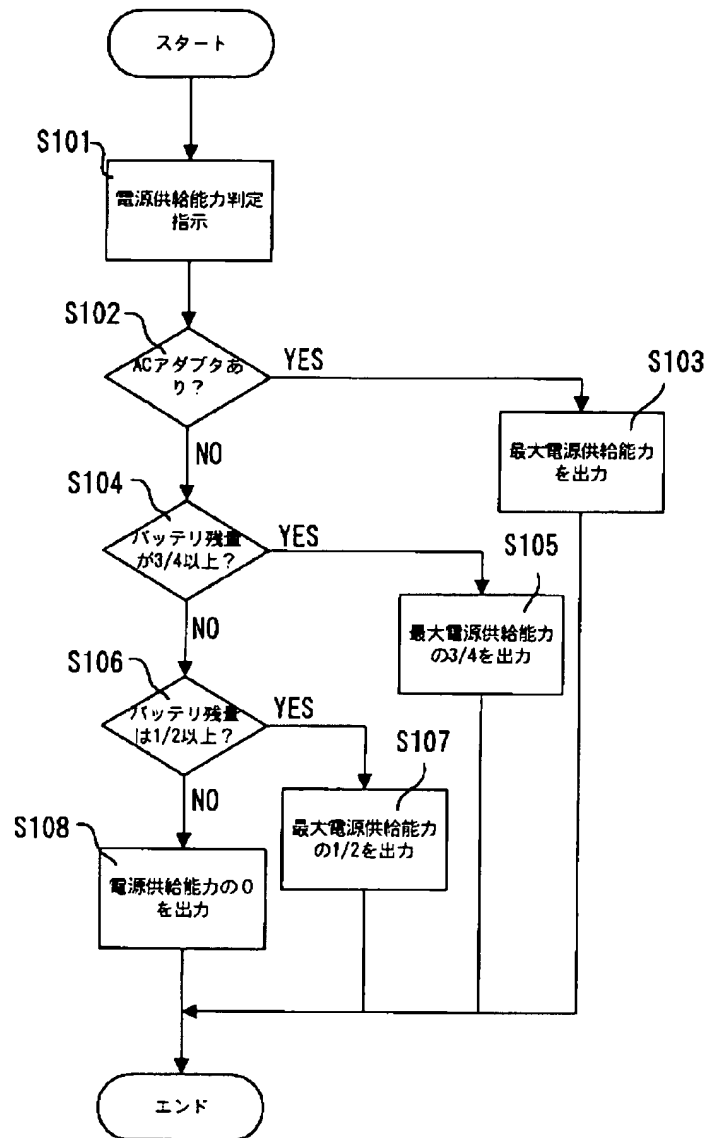 スタート
S101
電源供給能力判定
指示
S102
ACアダプタあ
り?
YES
S103
最大電源供給能力
を出力
NO
S104
バッテリ残量
が3/4以上?
YES
S105
最大電源供給能力
の3/4を出力
NO
S106
バッテリ残量
は1/2以上?
YES
S107
最大電源供給能力
の1/2を出力
NO
S108
電源供給能力の0
を出力
エンド